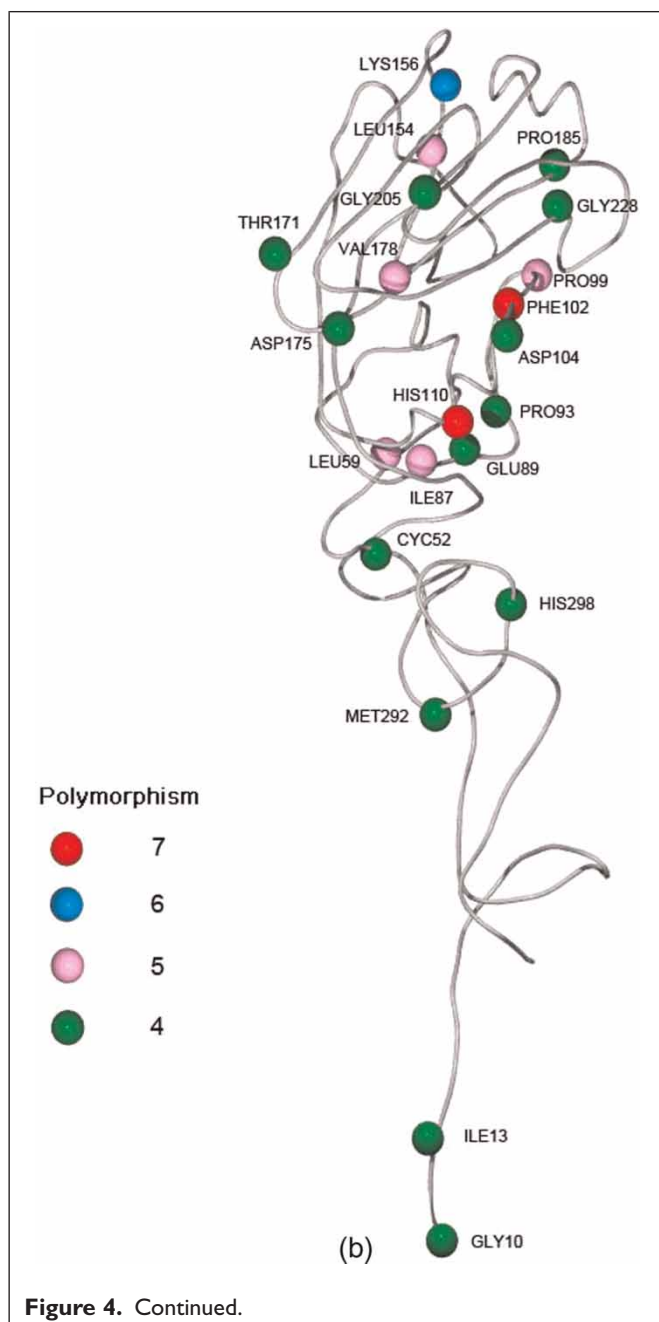 LYS156
LEU154
PRO185
GLY205
THR171
GLY228
VAL178
PRO99
PHE102
ASP175
ASP104
HIS110
PRO93
LEU59
GLU89
ILE87
CYC52
HIS298
MET292
Polymorphism
7
6
5
4
ILE13
(b)
GLY10
Figure 4. Continued.